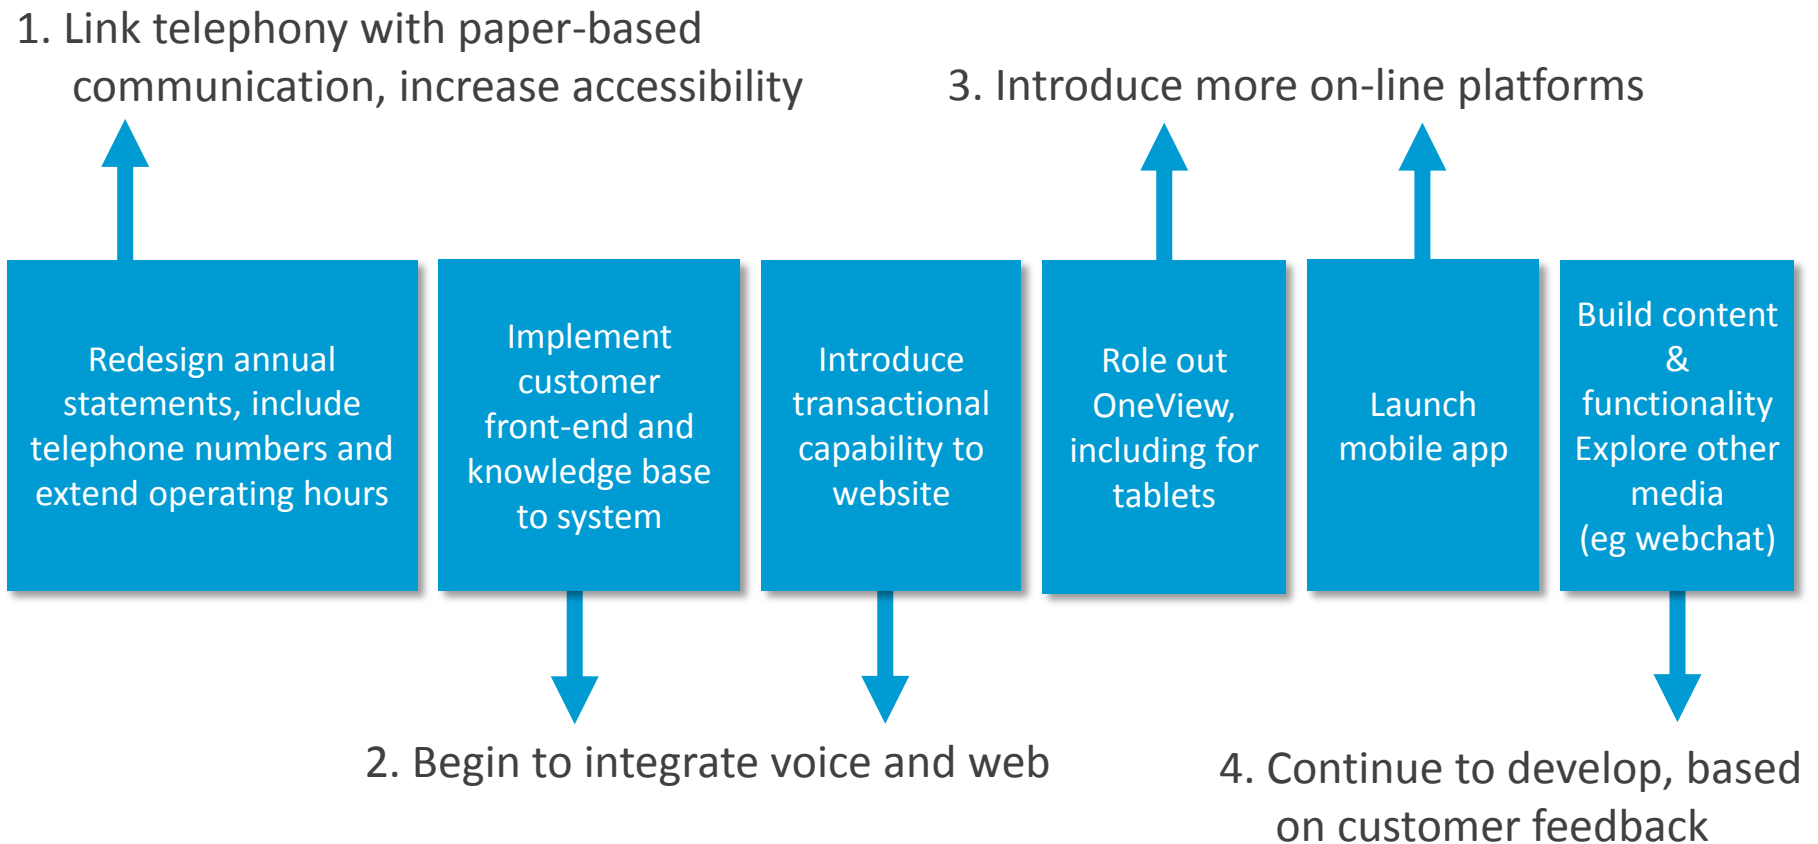 1. Link telephony with paper-based
communication, increase accessibility
3. Introduce more on-line platforms
Redesign annual
statements, include
telephone numbers and
extend operating hours
Implement
customer
front-end and
knowledge base
to system
Introduce
transactional
capability to
website
Role out
OneView,
including for
tablets
Launch
mobile app
Build content
&
functionality
Explore other
media
(eg webchat)
2. Begin to integrate voice and web
4. Continue to develop, based
on customer feedback